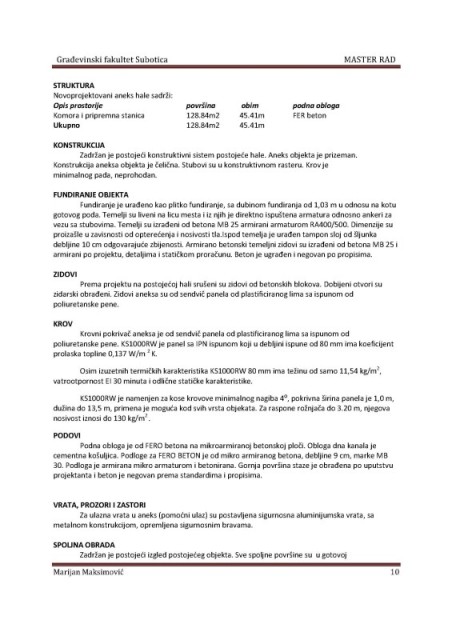 Građevinski fakultet Subotica MASTER RAD
STRUKTURA
Novoprojektovani aneks hale sadrži:
Opis prostorije površina obim podna obloga
Komora i pripremna stanica 128.84m2 45.41m FER beton
Ukupno 128.84m2 45.41m
KONSTRUKCIJA
Zadržan je postojeći konstruktivni sistem postojeće hale. Aneks objekta je prizeman.
Konstrukcija aneksa objekta je čelična. Stubovi su u konstruktivnom rasteru. Krov je
minimalnog pada, neprohodan.
FUNDIRANJE OBJEKTA
Fundiranje je urađeno kao plitko fundiranje, sa dubinom fundiranja od 1,03 m u odnosu na kotu
gotovog poda. Temelji su liveni na licu mesta i iz njih je direktno ispuštena armatura odnosno ankeri za
vezu sa stubovima. Temelji su izrađeni od betona MB 25 armirani armaturom RA400/500. Dimenzije su
proizašle u zavisnosti od opterećenja i nosivosti tla.Ispod temelja je urađen tampon sloj od šljunka
debljine 10 cm odgovarajuće zbijenosti. Armirano betonski temeljni zidovi su izrađeni od betona MB 25 i
armirani po projektu, detaljima i statičkom proračunu. Beton je ugrađen i negovan po propisima.
ZIDOVI
Prema projektu na postojećoj hali srušeni su zidovi od betonskih blokova. Dobijeni otvori su
zidarski obrađeni. Zidovi aneksa su od sendvič panela od plastificiranog lima sa ispunom od
poliuretanske pene.
KROV
Krovni pokrivač aneksa je od sendvič panela od plastificiranog lima sa ispunom od
poliuretanske pene. KS1000RW je panel sa IPN ispunom koji u debljini ispune od 80 mm ima koeficijent
prolaska topline 0,137 W/m ² K.
Osim izuzetnih termičkih karakteristika KS1000RW 80 mm ima težinu od samo 11,54 kg/m²,
vatrootpornost EI 30 minuta i odlične statičke karakteristike.
KS1000RW je namenjen za kose krovove minimalnog nagiba 4⁰, pokrivna širina panela je 1,0 m,
dužina do 13,5 m, primena je moguća kod svih vrsta objekata. Za raspone rožnjača do 3.20 m, njegova
nosivost iznosi do 130 kg/m².
PODOVI
Podna obloga je od FERO betona na mikroarmiranoj betonskoj ploči. Obloga dna kanala je
cementna košuljica. Podloge za FERO BETON je od mikro armiranog betona, debljine 9 cm, marke MB
30. Podloga je armirana mikro armaturom i betonirana. Gornja površina staze je obrađena po uputstvu
projektanta i beton je negovan prema standardima i propisima.
VRATA, PROZORI I ZASTORI
Za ulazna vrata u aneks (pomoćni ulaz) su postavljena sigurnosna aluminijumska vrata, sa
metalnom konstrukcijom, opremljena sigurnosnim bravama.
SPOLJNA OBRADA
Zadržan je postojeći izgled postojećeg objekta. Sve spoljne površine su u gotovoj
Marijan Maksimović 10